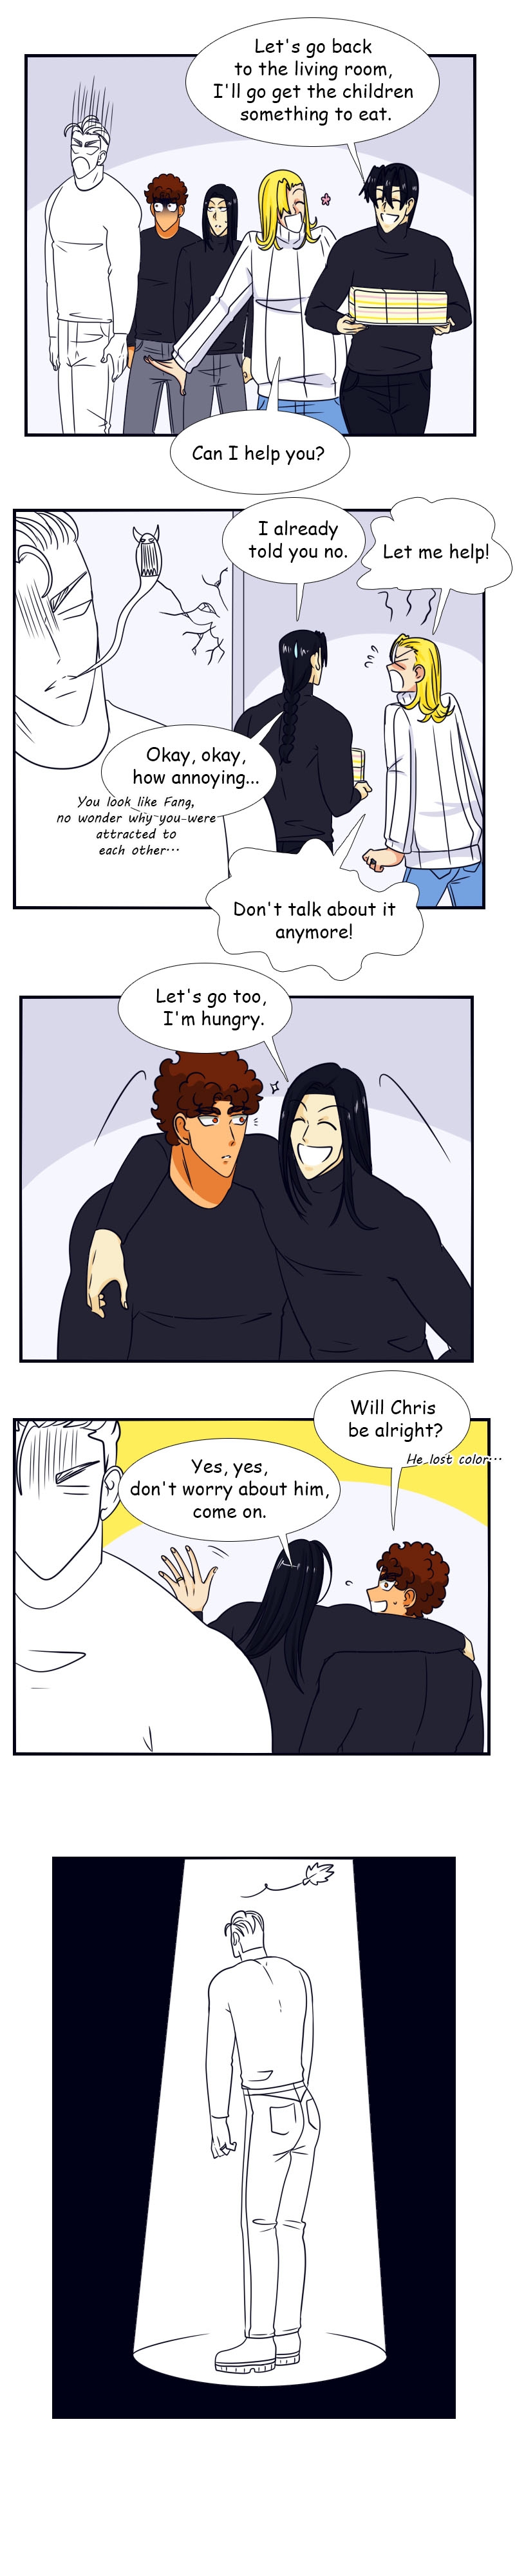 Let's go back
to the living room,
I'll go get the children
something to eat.
Can I help you?
I already
told you no.
Let me help!
Okay, okay,
how annoying...
You look like Fang,
no wonder why you were
attracted to
each other...
Don't talk about it
anymore!
Let's go too,
I'm hungry.
Will Chris
be alright?
He lost color...
Yes, yes,
don't worry about him,
come on.